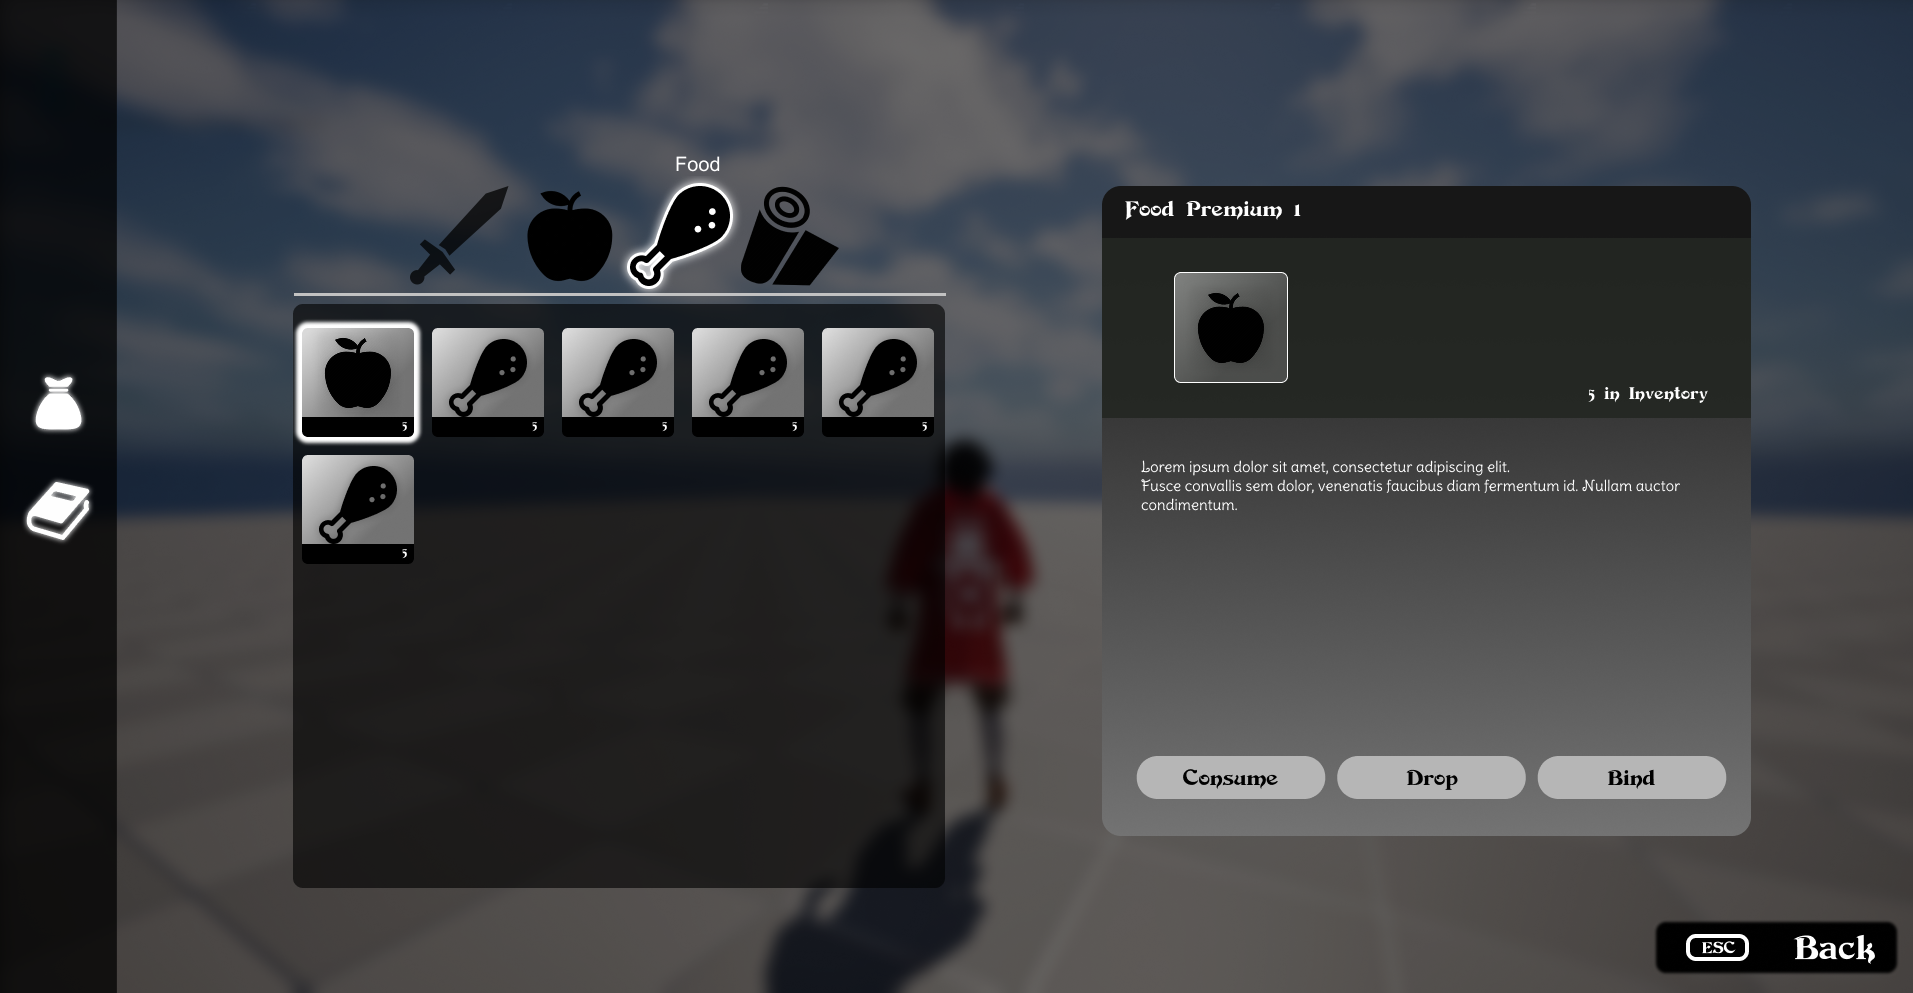 Food
5
5
5
5
5
5
Food Premium 1
5 in Inventory
Lorem ipsum dolor sit amet, consectetur adipiscing elit.
Fusce convallis sem dolor, venenatis faucibus diam fermentum id. Nullam auctor
condimentum.
Consume
Drop
Bind
ESC
Back